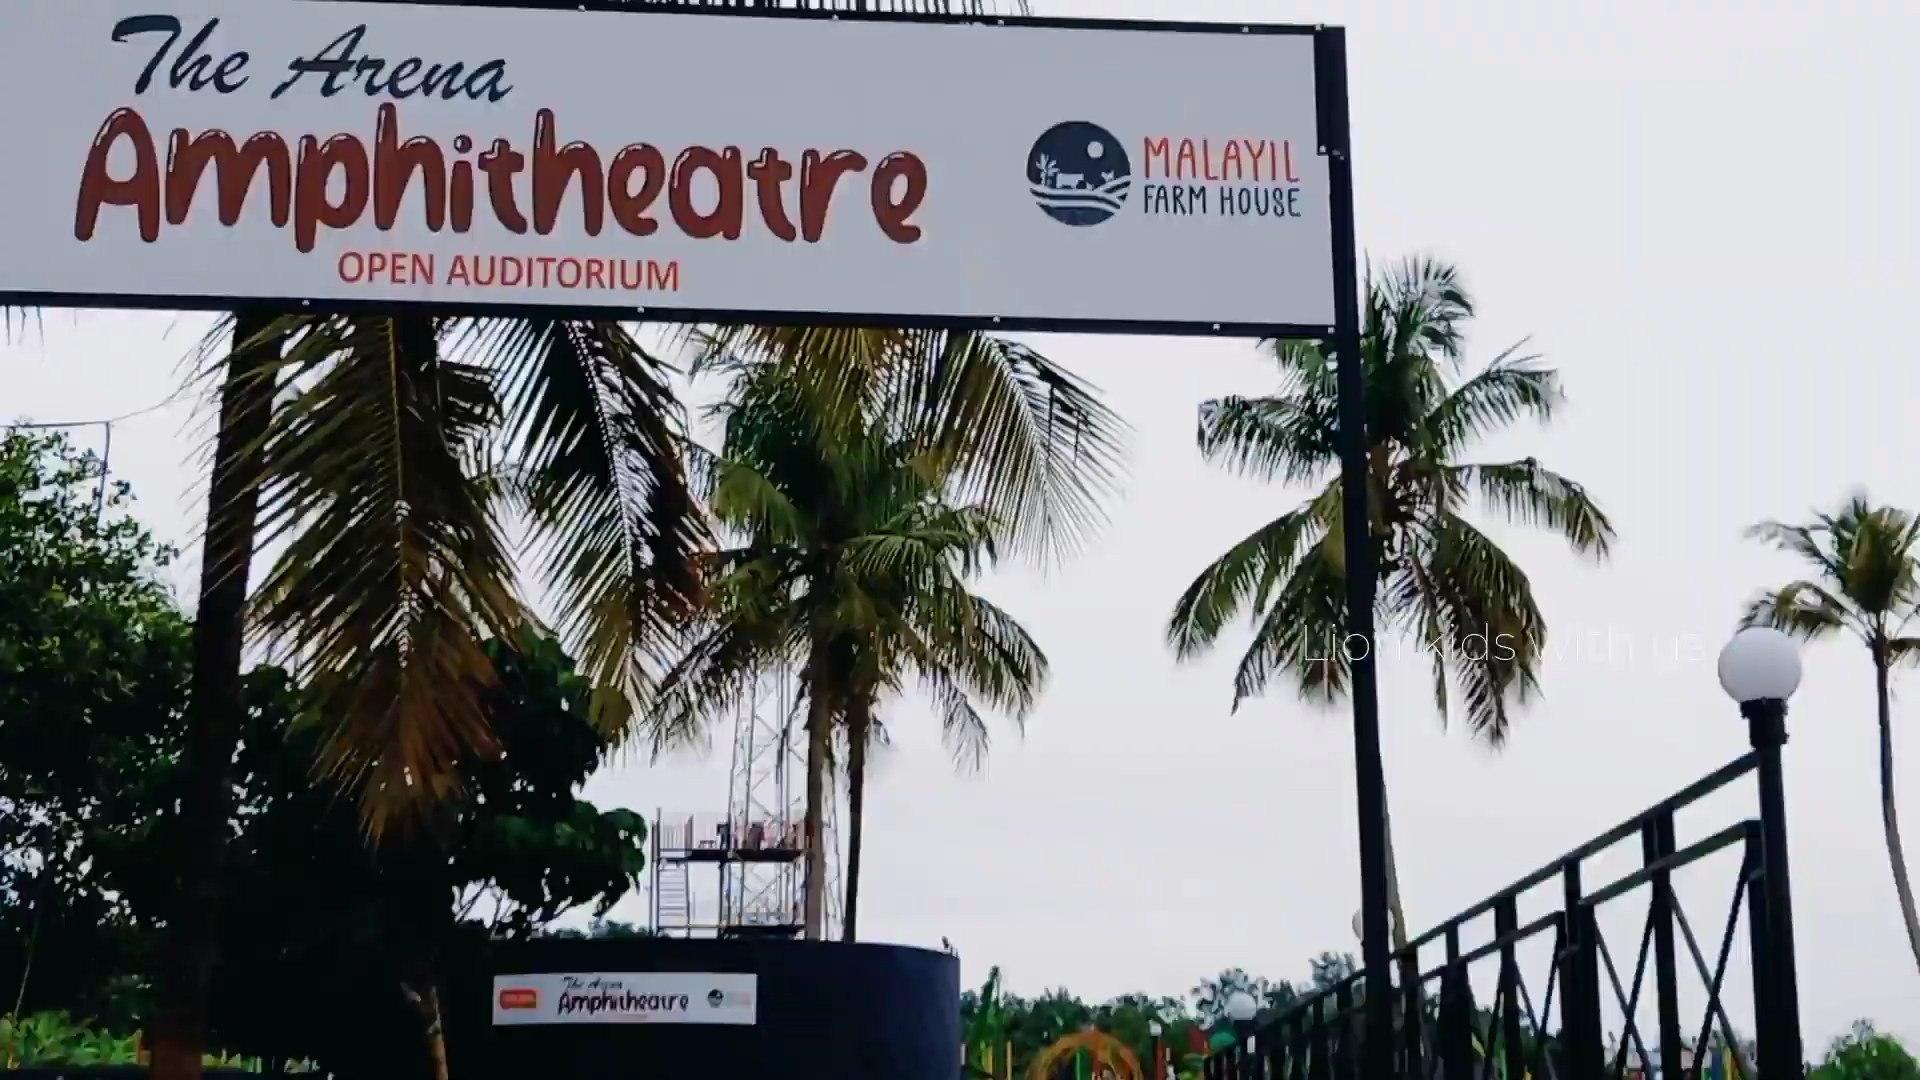 The Arena
Amphitheatre
OPEN AUDITORIUM
MALAYIL
FARM HOUSE
Lion kids with us
The Arena
Amphitheatre